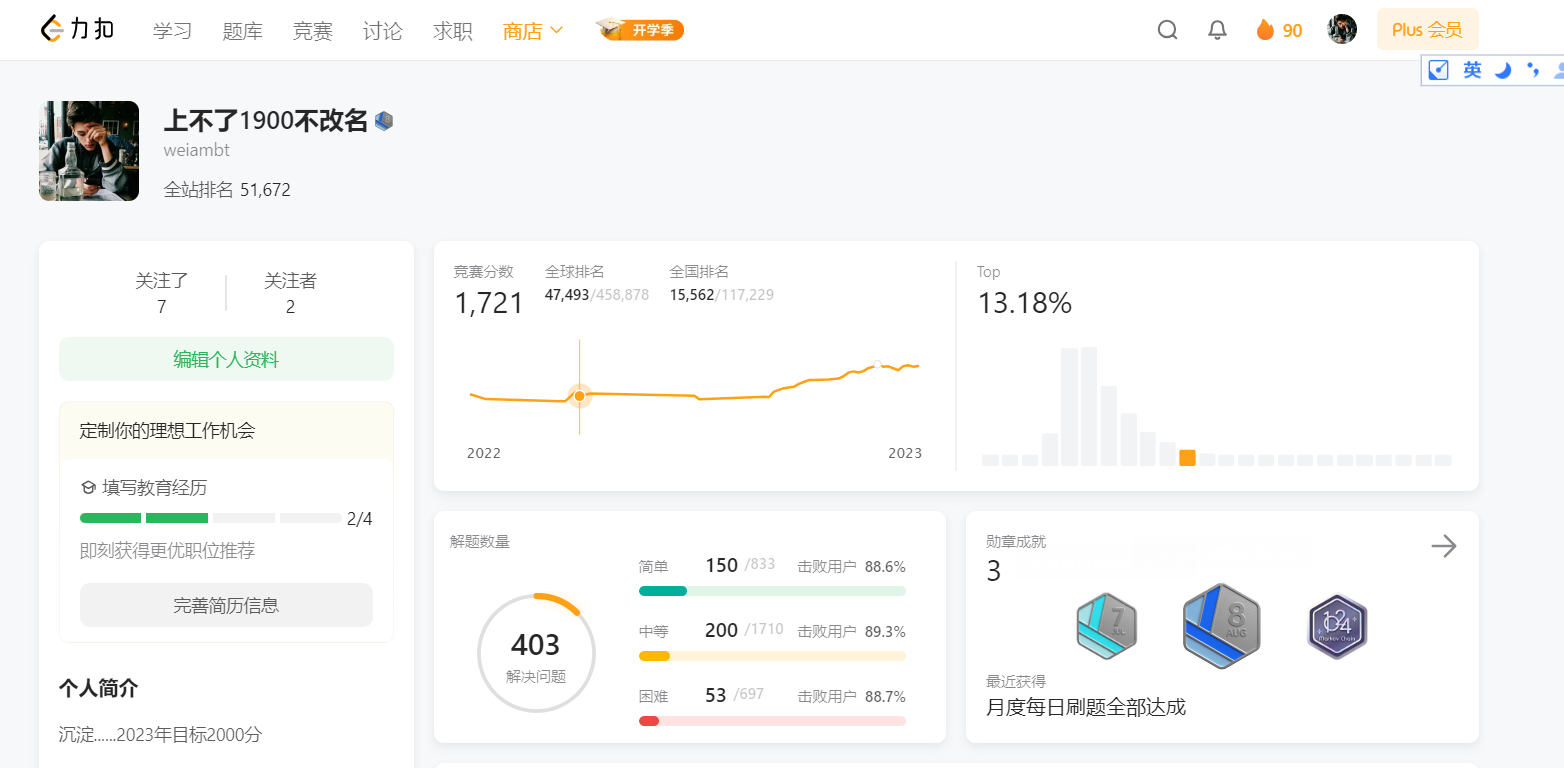 力扣 学习 题库 竞赛 讨论 求职 商店 开学季 90 Plus 会员
英
上不了1900不改名
weiambt
全站排名 51,672
关注了 关注者
7 2
编辑个人资料
定制你的理想工作机会
填写教育经历
2/4
即刻获得更优职位推荐
完善简历信息
个人简介
沉淀......2023年目标2000分
竞赛分数 全球排名 全国排名
1,721 47,493/458,878 15,562/117,229
2022 2023
Top
13.18%
解题数量
403
解决问题
简单 150 /833 击败用户 88.6%
中等 200 /1710 击败用户 89.3%
困难 53 /697 击败用户 88.7%
勋章成就
3
7
JUL
8
AUG
1024
Markov Chain
最近获得
月度每日刷题全部达成